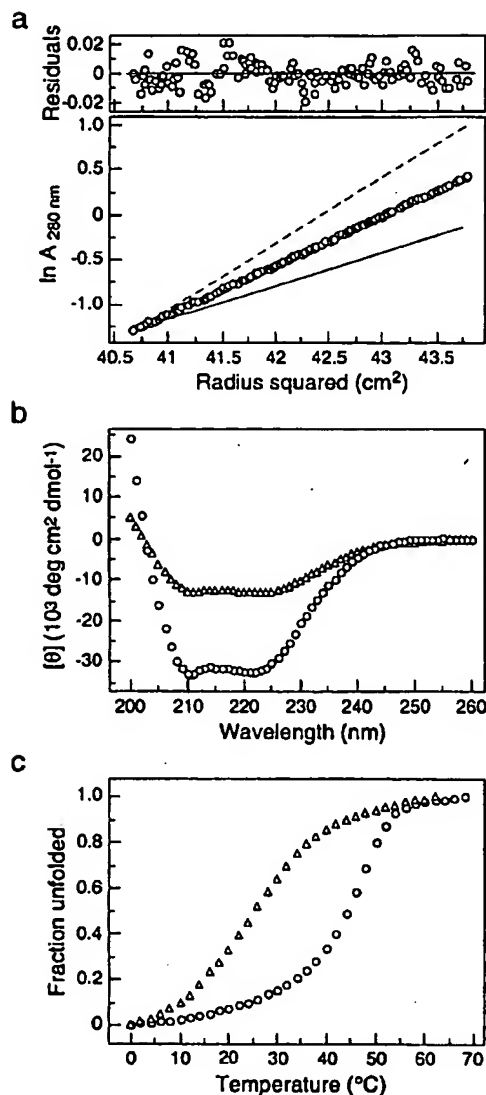 a
Residuals
0.02
0
-0.02
ln A 280 nm
1.0
0.5
0
-0.5
-1.0
40.5 41 41.5 42 42.5 43 43.5
Radius squared (cm²)
b
[θ] (10³ deg cm² dmol⁻¹)
20
10
0
-10
-20
-30
200 210 220 230 240 250 260
Wavelength (nm)
c
Fraction unfolded
1.0
0.8
0.6
0.4
0.2
0
0 10 20 30 40 50 60 70
Temperature (°C)